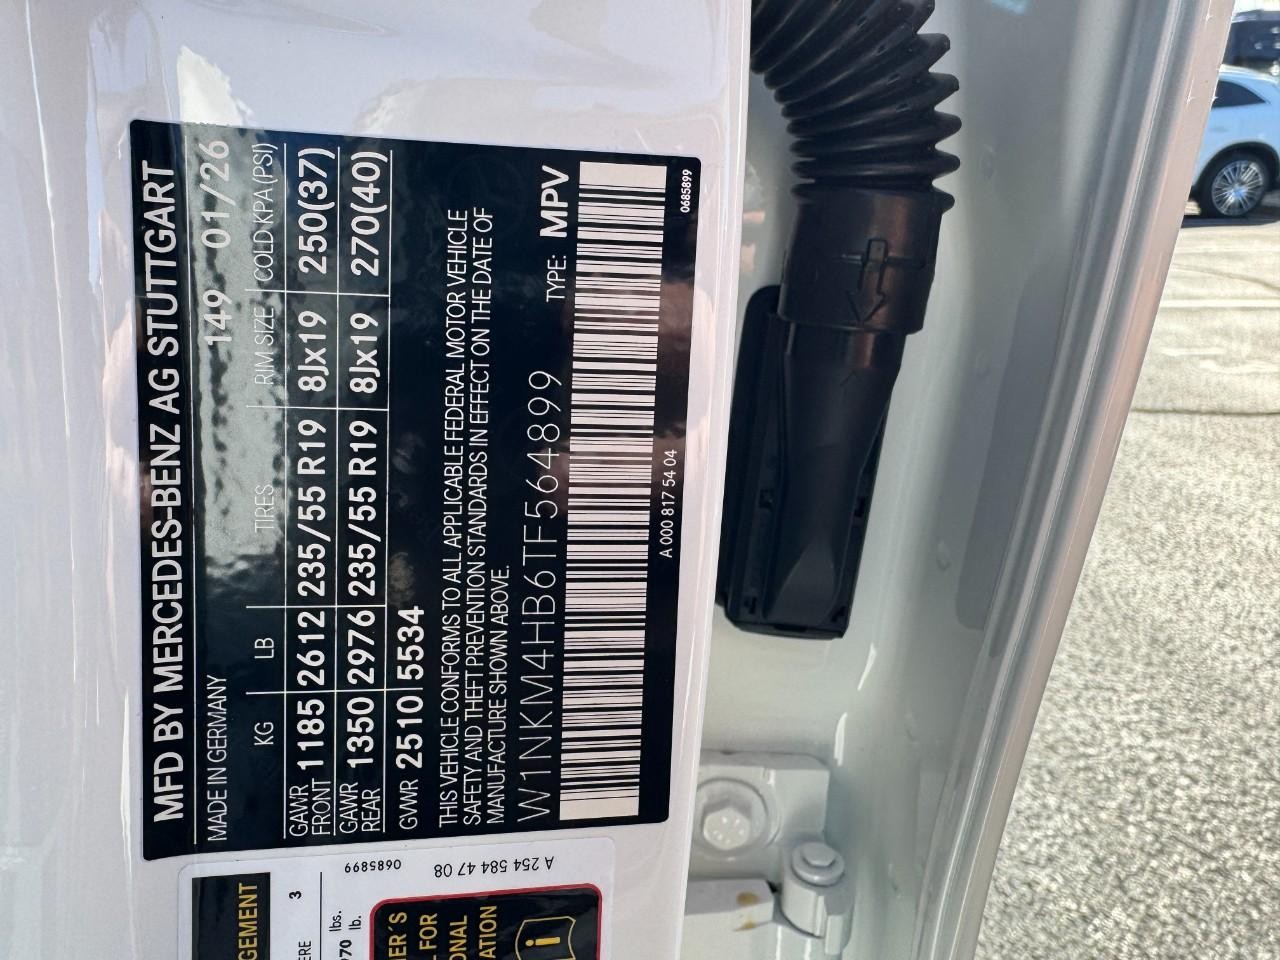 MFD BY MERCEDES-BENZ AG STUTTGART
MADE IN GERMANY 149 01/26
KG LB TIRES RIM SIZE COLD KPA(PSI)
GAWR FRONT 1185 2612 235/55 R19 8Jx19 250(37)
GAWR REAR 1350 2976 235/55 R19 8Jx19 270(40)
GVWR 2510 5534
THIS VEHICLE CONFORMS TO ALL APPLICABLE FEDERAL MOTOR VEHICLE
SAFETY AND THEFT PREVENTION STANDARDS IN EFFECT ON THE DATE OF
MANUFACTURE SHOWN ABOVE.
W1NKM4HB6TF564899 TYPE: MPV
A 000 817 54 04
0685899
0685899
A 254 584 47 08
3
lbs.
lb.
FOR